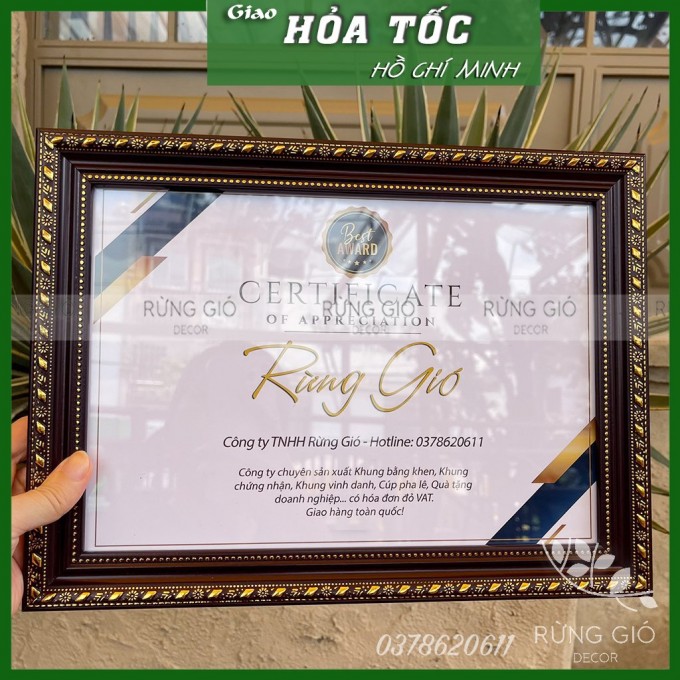 Giao
HỎA TỐC
HỒ CHÍ MINH
Best
AWARD
CERTIFICATE
OF APPRECIATION
RỪNG GIÓ
DECOR
RỪNG GIÓ
DECOR
RỪNG GIÓ
DECOR
Rừng Gió
Công ty TNHH Rừng Gió - Hotline: 0378620611
Công ty chuyên sản xuất Khung bằng khen, Khung
chứng nhận, Khung vinh danh, Cúp pha lê, Quà tặng
doanh nghiệp... có hóa đơn đỏ VAT.
Giao hàng toàn quốc!
0378620611
RỪNG GIÓ
DECOR